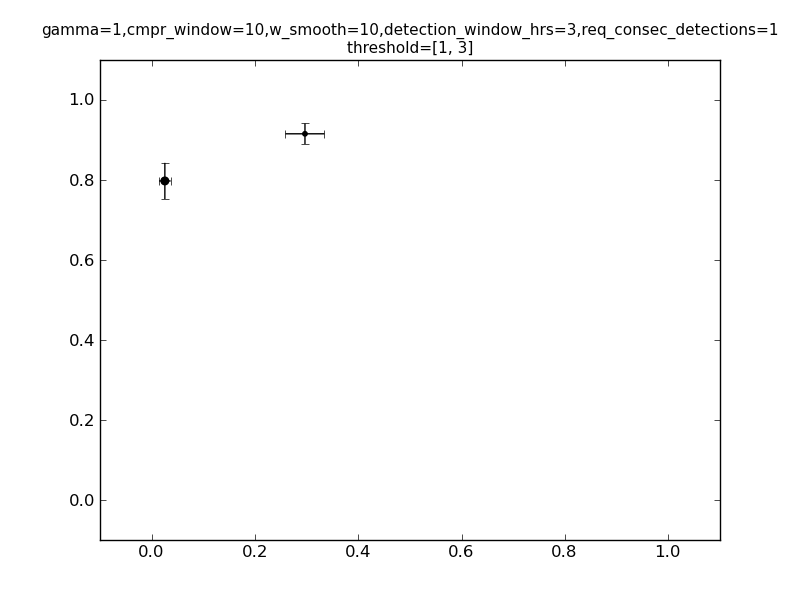 gamma=1,cmpr_window=10,w_smooth=10,detection_window_hrs=3,req_consec_detections=1
threshold=[1, 3]
1.0
0.8
0.6
0.4
0.2
0.0
0.0 0.2 0.4 0.6 0.8 1.0